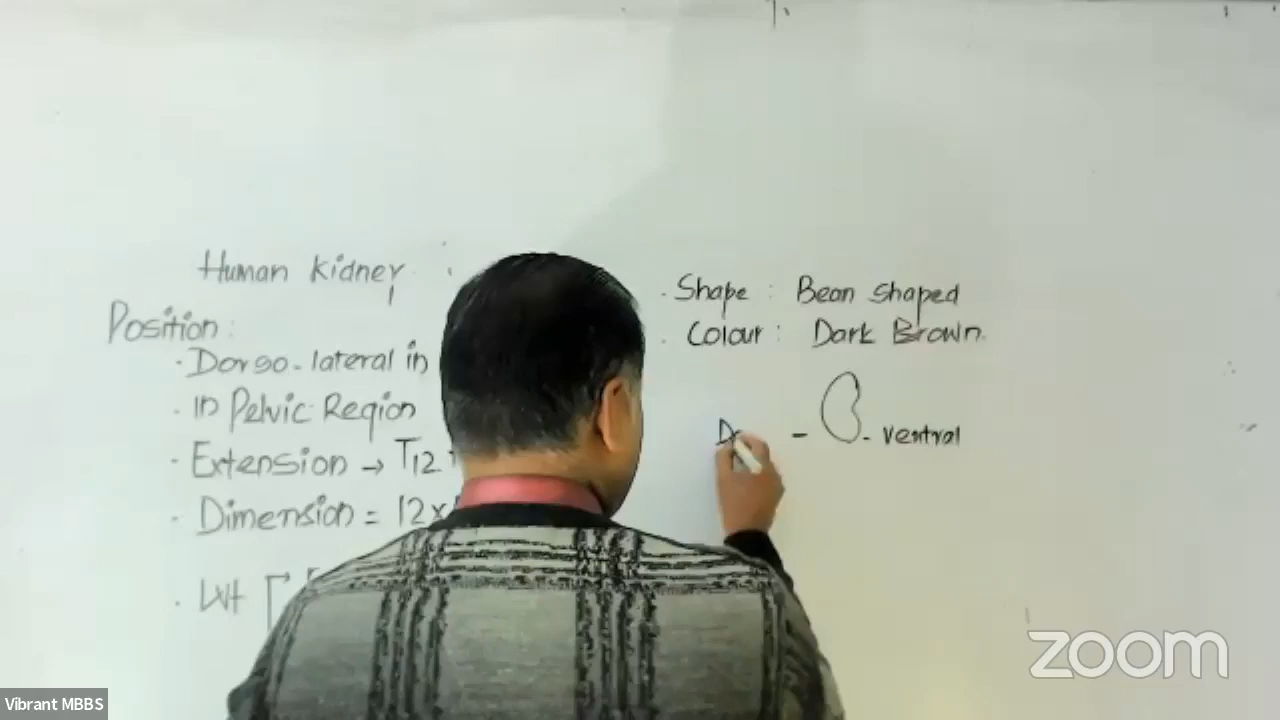 Human Kidney
Position:
· Dorso-lateral in
· in Pelvic Region
· Extension → T12
· Dimension = 12x
· Wt
· Shape : Bean shaped
· Colour : Dark Brown.
- ventral
zoom
Vibrant MBBS